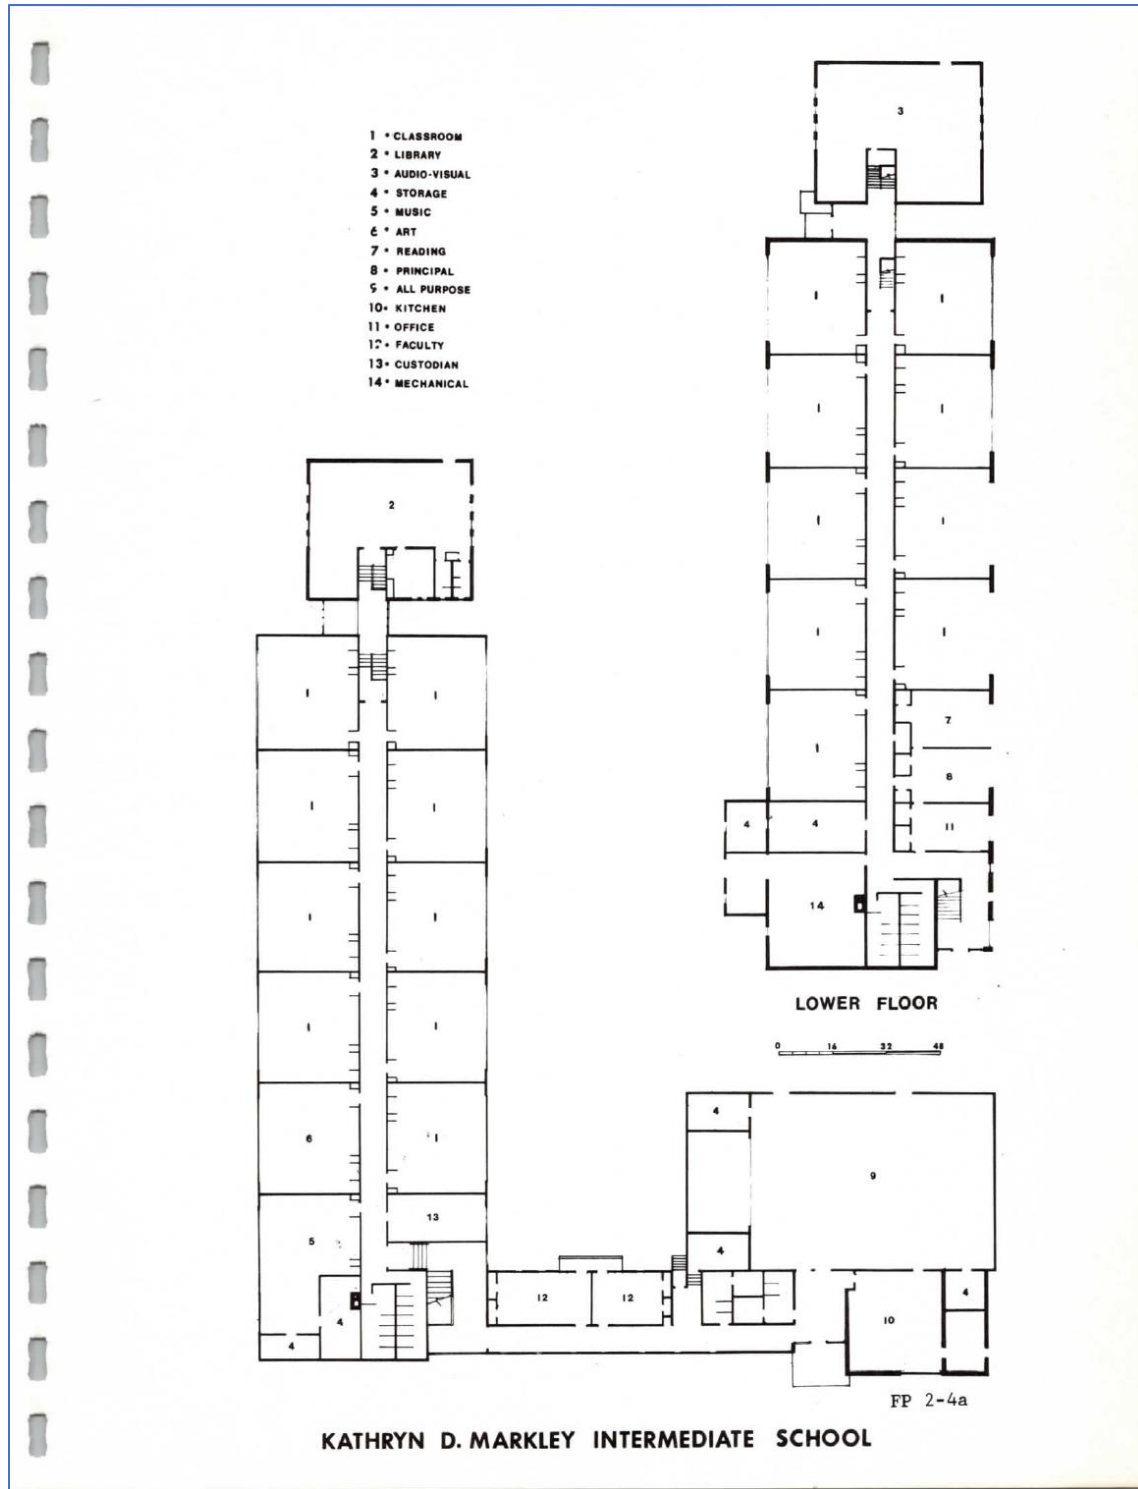 1 • CLASSROOM
2 • LIBRARY
3 • AUDIO-VISUAL
4 • STORAGE
5 • MUSIC
6 • ART
7 • READING
8 • PRINCIPAL
9 • ALL PURPOSE
10• KITCHEN
11 • OFFICE
12• FACULTY
13• CUSTODIAN
14• MECHANICAL
3
1 1
1 1
1 1
1 1
1 7
8
4 4 11
14
LOWER FLOOR
0 16 32 48
2
1 1
1 1
1 1
1 1
6 1
13
5
4
4
12 12
4
9
4
4
10
FP 2-4a
KATHRYN D. MARKLEY INTERMEDIATE SCHOOL